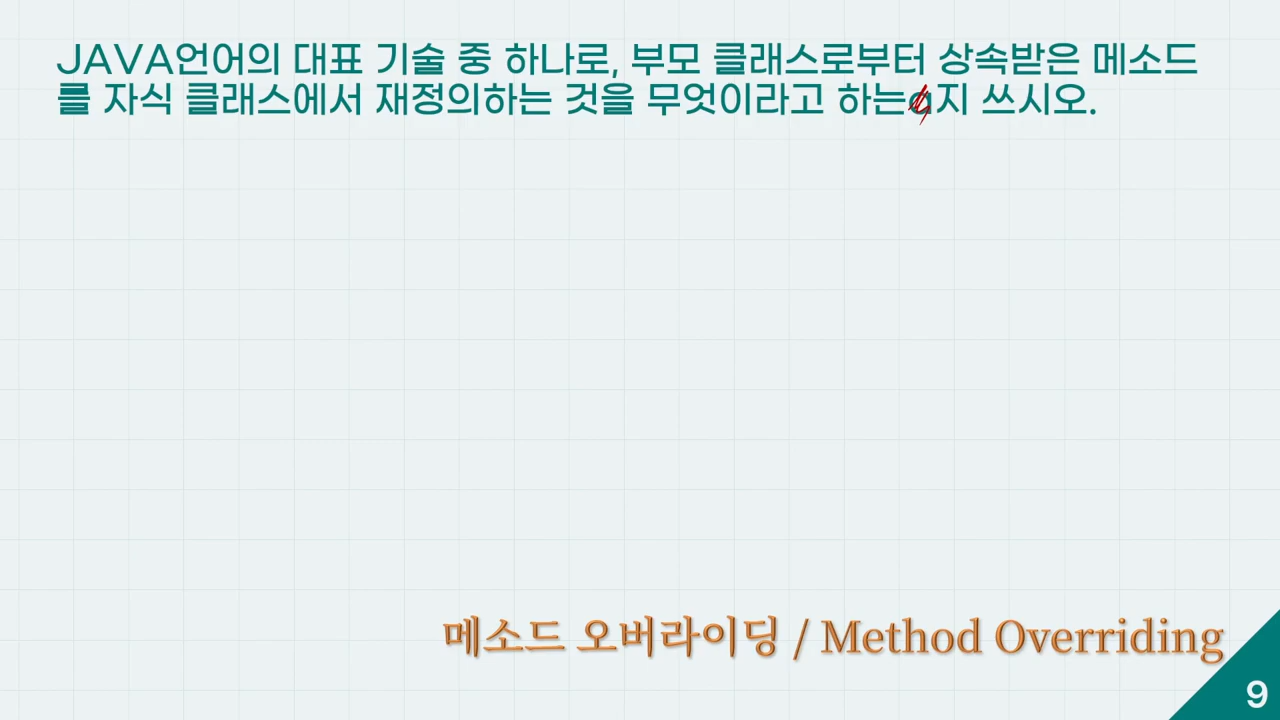 JAVA언어의 대표 기술 중 하나로, 부모 클래스로부터 상속받은 메소드
를 자식 클래스에서 재정의하는 것을 무엇이라고 하는a지 쓰시오.
메소드 오버라이딩 / Method Overriding
9